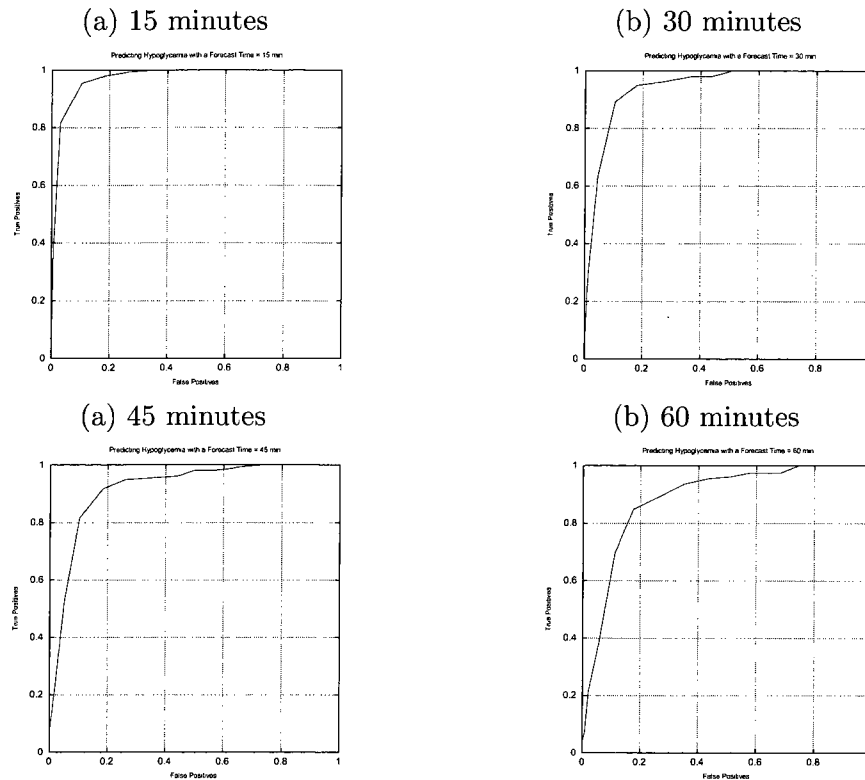 (a) 15 minutes
Predicting Hypoglycemia with a Forecast Time = 15 min
1
0.8
0.6
0.4
0.2
0
True Positives
0 0.2 0.4 0.6 0.8 1
False Positives
(b) 30 minutes
Predicting Hypoglycemia with a Forecast Time = 30 min
1
0.8
0.6
0.4
0.2
0
True Positives
0 0.2 0.4 0.6 0.8 1
False Positives
(a) 45 minutes
Predicting Hypoglycemia with a Forecast Time = 45 min
1
0.8
0.6
0.4
0.2
0
True Positives
0 0.2 0.4 0.6 0.8 1
False Positives
(b) 60 minutes
Predicting Hypoglycemia with a Forecast Time = 60 min
1
0.8
0.6
0.4
0.2
0
True Positives
0 0.2 0.4 0.6 0.8 1
False Positives